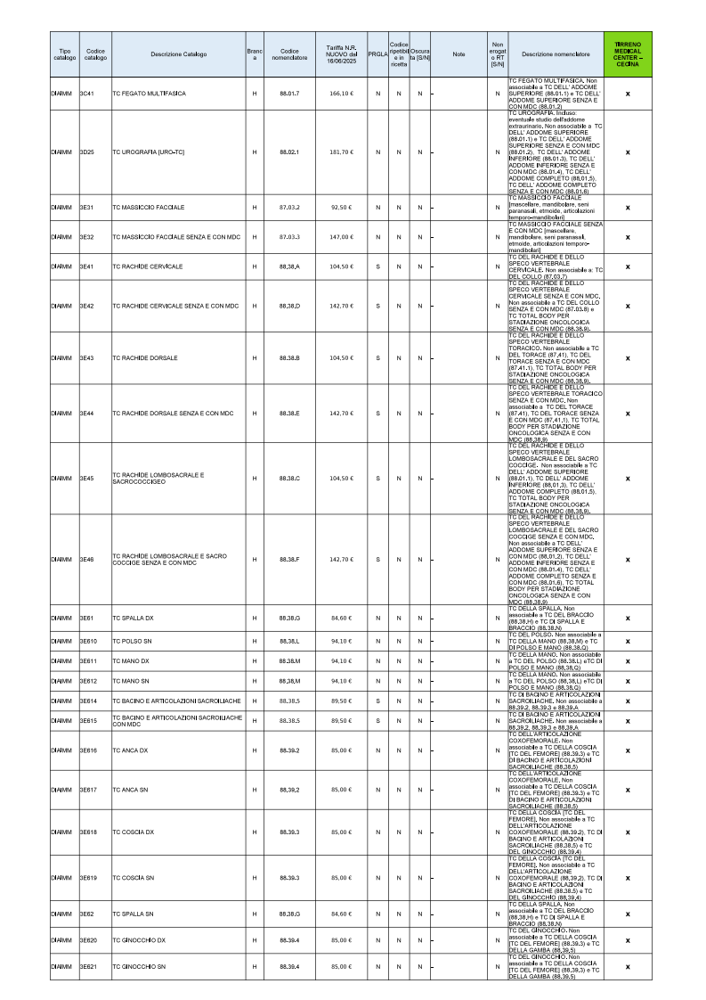 Tipo catalogo | Codice catalogo | Descrizione Catalogo | Branca | Codice nomenclatore | Tariffa N.R. NUOVO dal 16/06/2025 | PRGLA | Codice ripetibile in ricetta | Oscurata [S/N] | Note | Non erogato RT [S/N] | Descrizione nomenclatore | TIRRENO MEDICAL CENTER – CECINA
DIAIMM | 3C41 | TC FEGATO MULTIFASICA | H | 88.01.7 | 166,10 € | N | N | N | – | N | TC FEGATO MULTIFASICA. Non associabile a TC DELL' ADDOME SUPERIORE (88.01.1) e TC DELL' ADDOME SUPERIORE SENZA E CON MDC (88.01.2) | x
DIAIMM | 3D25 | TC UROGRAFIA [URO-TC] | H | 88.02.1 | 181,70 € | N | N | N | – | N | TC UROGRAFIA. Incluso: eventuale studio dell'addome extraurinario. Non associabile a TC DELL' ADDOME SUPERIORE (88.01.1) e TC DELL' ADDOME SUPERIORE SENZA E CON MDC (88.01.2), TC DELL' ADDOME INFERIORE (88.01.3), TC DELL' ADDOME INFERIORE SENZA E CON MDC (88.01.4), TC DELL' ADDOME COMPLETO (88.01.5), TC DELL' ADDOME COMPLETO SENZA E CON MDC (88.01.6) | x
DIAIMM | 3E31 | TC MASSICCIO FACCIALE | H | 87.03.2 | 92,50 € | N | N | N | – | N | TC MASSICCIO FACCIALE [mascellare, mandibolare, seni paranasali, etmoide, articolazioni temporo-mandibolari] | x
DIAIMM | 3E32 | TC MASSICCIO FACCIALE SENZA E CON MDC | H | 87.03.3 | 147,00 € | N | N | N | – | N | TC MASSICCIO FACCIALE SENZA E CON MDC [mascellare, mandibolare, seni paranasali, etmoide, articolazioni temporo-mandibolari] | x
DIAIMM | 3E41 | TC RACHIDE CERVICALE | H | 88.38.A | 104,50 € | S | N | N | – | N | TC DEL RACHIDE E DELLO SPECO VERTEBRALE CERVICALE. Non associabile a: TC DEL COLLO (87.03.7) | x
DIAIMM | 3E42 | TC RACHIDE CERVICALE SENZA E CON MDC | H | 88.38.D | 142,70 € | S | N | N | – | N | TC DEL RACHIDE E DELLO SPECO VERTEBRALE CERVICALE SENZA E CON MDC. Non associabile a TC DEL COLLO SENZA E CON MDC (87.03.8) e TC TOTAL BODY PER STADIAZIONE ONCOLOGICA SENZA E CON MDC (88.38.9). | x
DIAIMM | 3E43 | TC RACHIDE DORSALE | H | 88.38.B | 104,50 € | S | N | N | – | N | TC DEL RACHIDE E DELLO SPECO VERTEBRALE TORACICO. Non associabile a TC DEL TORACE (87.41), TC DEL TORACE SENZA E CON MDC (87.41.1), TC TOTAL BODY PER STADIAZIONE ONCOLOGICA SENZA E CON MDC (88.38.9). | x
DIAIMM | 3E44 | TC RACHIDE DORSALE SENZA E CON MDC | H | 88.38.E | 142,70 € | S | N | N | – | N | TC DEL RACHIDE E DELLO SPECO VERTEBRALE TORACICO SENZA E CON MDC. Non associabile a TC DEL TORACE (87.41), TC DEL TORACE SENZA E CON MDC (87.41.1), TC TOTAL BODY PER STADIAZIONE ONCOLOGICA SENZA E CON MDC (88.38.9) | x
DIAIMM | 3E45 | TC RACHIDE LOMBOSACRALE E SACROCOCCIGEO | H | 88.38.C | 104,50 € | S | N | N | – | N | TC DEL RACHIDE E DELLO SPECO VERTEBRALE LOMBOSACRALE E DEL SACRO COCCIGE. Non associabile a TC DELL' ADDOME SUPERIORE (88.01.1), TC DELL' ADDOME INFERIORE (88.01.3), TC DELL' ADDOME COMPLETO (88.01.5), TC TOTAL BODY PER STADIAZIONE ONCOLOGICA SENZA E CON MDC (88.38.9). | x
DIAIMM | 3E46 | TC RACHIDE LOMBOSACRALE E SACRO COCCIGE SENZA E CON MDC | H | 88.38.F | 142,70 € | S | N | N | – | N | TC DEL RACHIDE E DELLO SPECO VERTEBRALE LOMBOSACRALE E DEL SACRO COCCIGE SENZA E CON MDC. Non associabile a TC DELL' ADDOME SUPERIORE SENZA E CON MDC (88.01.2), TC DELL' ADDOME INFERIORE SENZA E CON MDC (88.01.4), TC DELL' ADDOME COMPLETO SENZA E CON MDC (88.01.6), TC TOTAL BODY PER STADIAZIONE ONCOLOGICA SENZA E CON MDC (88.38.9) | x
DIAIMM | 3E61 | TC SPALLA DX | H | 88.38.G | 84,60 € | N | N | N | – | N | TC DELLA SPALLA. Non associabile a TC DEL BRACCIO (88.38.H) e TC DI SPALLA E BRACCIO (88.38.N) | x
DIAIMM | 3E610 | TC POLSO SN | H | 88.38.L | 94,10 € | N | N | N | – | N | TC DEL POLSO. Non associabile a TC DELLA MANO (88.38.M) e TC DI POLSO E MANO (88.38.Q) | x
DIAIMM | 3E611 | TC MANO DX | H | 88.38.M | 94,10 € | N | N | N | – | N | TC DELLA MANO. Non associabile a TC DEL POLSO (88.38.L) eTC DI POLSO E MANO (88.38.Q) | x
DIAIMM | 3E612 | TC MANO SN | H | 88.38.M | 94,10 € | N | N | N | – | N | TC DELLA MANO. Non associabile a TC DEL POLSO (88.38.L) eTC DI POLSO E MANO (88.38.Q) | x
DIAIMM | 3E614 | TC BACINO E ARTICOLAZIONI SACROILIACHE | H | 88.38.5 | 89,50 € | S | N | N | – | N | TC DI BACINO E ARTICOLAZIONI SACROILIACHE. Non associabile a 88.39.2, 88.39.3 e 88.39.A | x
DIAIMM | 3E615 | TC BACINO E ARTICOLAZIONI SACROILIACHE CON MDC | H | 88.38.5 | 89,50 € | S | N | N | – | N | TC DI BACINO E ARTICOLAZIONI SACROILIACHE. Non associabile a 88.39.2, 88.39.3 e 88.39.A | x
DIAIMM | 3E616 | TC ANCA DX | H | 88.39.2 | 85,00 € | N | N | N | – | N | TC DELL'ARTICOLAZIONE COXOFEMORALE. Non associabile a TC DELLA COSCIA [TC DEL FEMORE] (88.39.3) e TC DI BACINO E ARTICOLAZIONI SACROILIACHE (88.38.5) | x
DIAIMM | 3E617 | TC ANCA SN | H | 88.39.2 | 85,00 € | N | N | N | – | N | TC DELL'ARTICOLAZIONE COXOFEMORALE. Non associabile a TC DELLA COSCIA [TC DEL FEMORE] (88.39.3) e TC DI BACINO E ARTICOLAZIONI SACROILIACHE (88.38.5) | x
DIAIMM | 3E618 | TC COSCIA DX | H | 88.39.3 | 85,00 € | N | N | N | – | N | TC DELLA COSCIA [TC DEL FEMORE]. Non associabile a TC DELL'ARTICOLAZIONE COXOFEMORALE (88.39.2), TC DI BACINO E ARTICOLAZIONI SACROILIACHE (88.38.5) e TC DEL GINOCCHIO (88.39.4) | x
DIAIMM | 3E619 | TC COSCIA SN | H | 88.39.3 | 85,00 € | N | N | N | – | N | TC DELLA COSCIA [TC DEL FEMORE]. Non associabile a TC DELL'ARTICOLAZIONE COXOFEMORALE (88.39.2), TC DI BACINO E ARTICOLAZIONI SACROILIACHE (88.38.5) e TC DEL GINOCCHIO (88.39.4) | x
DIAIMM | 3E62 | TC SPALLA SN | H | 88.38.G | 84,60 € | N | N | N | – | N | TC DELLA SPALLA. Non associabile a TC DEL BRACCIO (88.38.H) e TC DI SPALLA E BRACCIO (88.38.N) | x
DIAIMM | 3E620 | TC GINOCCHIO DX | H | 88.39.4 | 85,00 € | N | N | N | – | N | TC DEL GINOCCHIO. Non associabile a TC DELLA COSCIA [TC DEL FEMORE] (88.39.3) e TC DELLA GAMBA (88.39.5) | x
DIAIMM | 3E621 | TC GINOCCHIO SN | H | 88.39.4 | 85,00 € | N | N | N | – | N | TC DEL GINOCCHIO. Non associabile a TC DELLA COSCIA [TC DEL FEMORE] (88.39.3) e TC DELLA GAMBA (88.39.5) | x